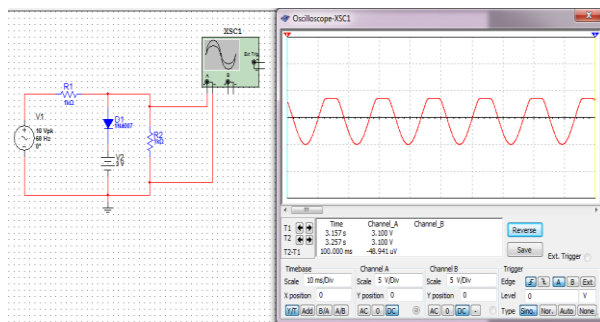 XSC1
Ext Trig
A
B
R1
1kΩ
V1
10 Vpk
60 Hz
0°
D1
1N4007
V2
3 V
R2
1kΩ
Oscilloscope-XSC1
T1
T2
T2-T1
Time Channel_A Channel_B
3.157 s 3.100 V
3.257 s 3.100 V
100.000 ms -48.941 uV
Reverse
Save
Ext. Trigger
Timebase
Scale 10 ms/Div
X position 0
Y/T Add B/A A/B
Channel A
Scale 5 V/Div
Y position 0
AC 0 DC
Channel B
Scale 5 V/Div
Y position 0
AC 0 DC -
Trigger
Edge A B Ext
Level 0 V
Type Sing. Nor. Auto None